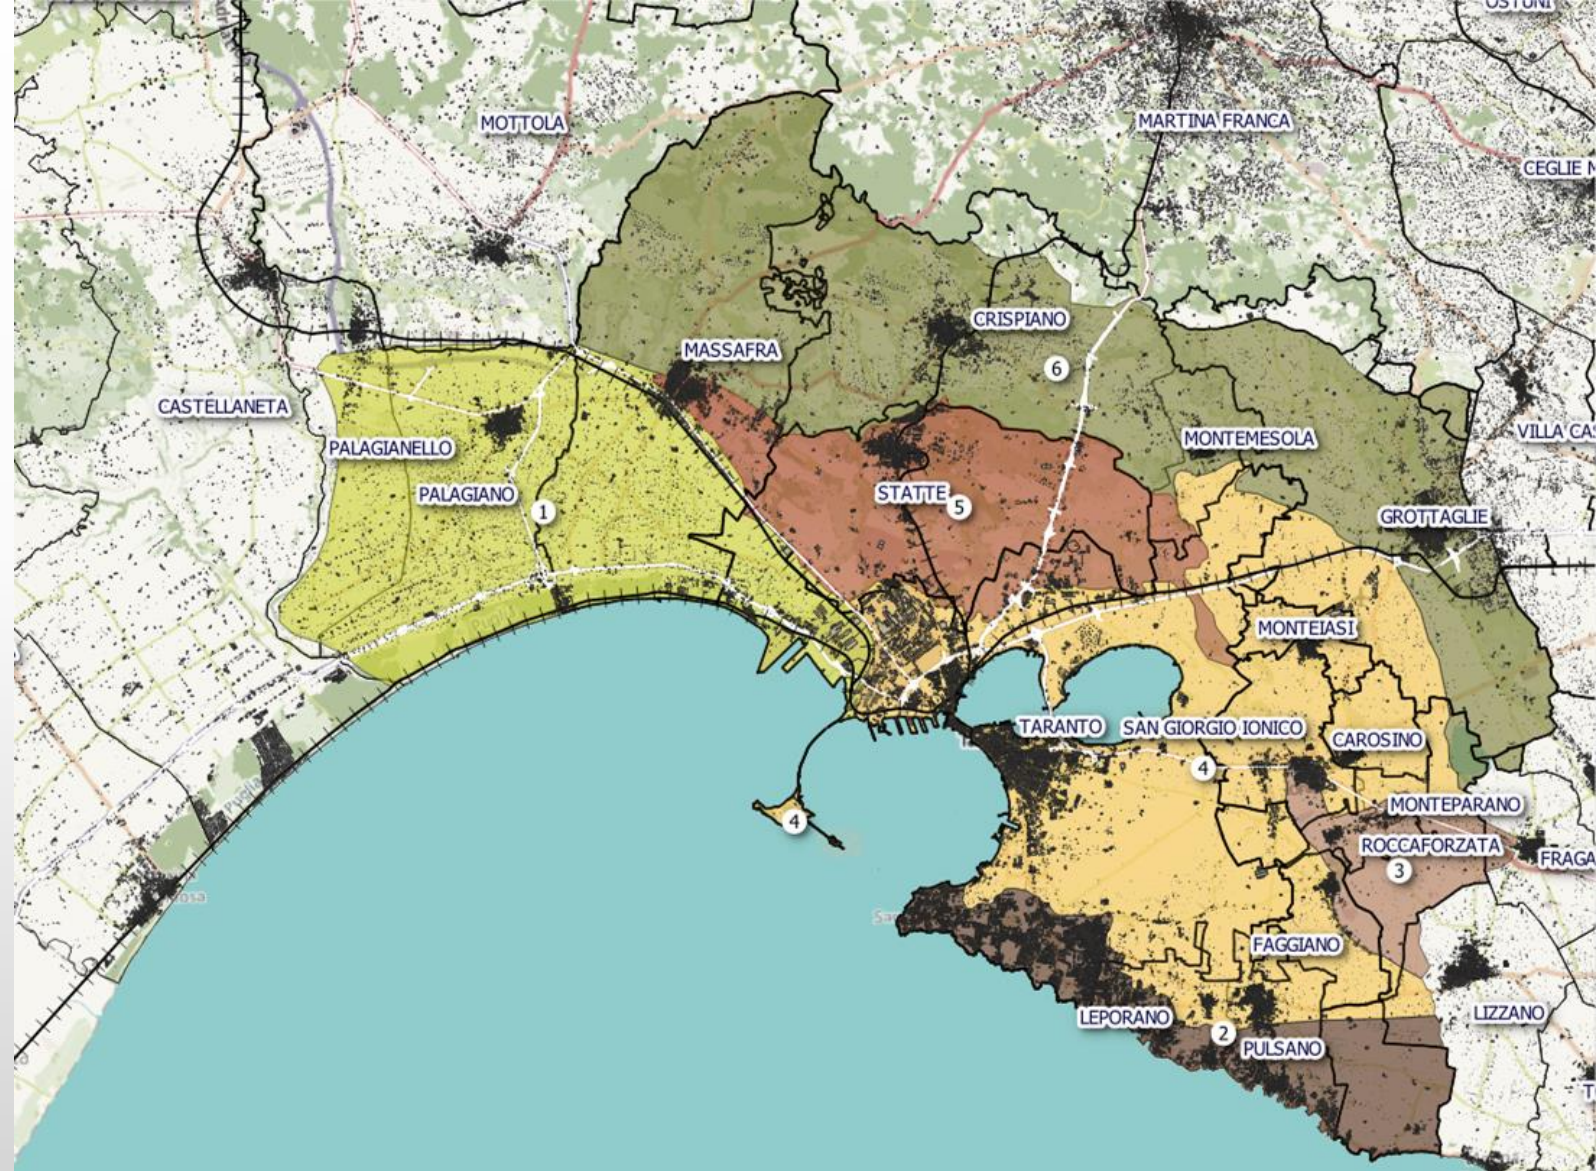 OSTUNI
MOTTOLA
MARTINA FRANCA
CEGLIE M
CRISPIANO
MASSAFRA
6
CASTELLANETA
PALAGIANELLO
MONTEMESOLA
VILLA CAS
PALAGIANO
1
STATTE
5
GROTTAGLIE
MONTEIASI
TARANTO
SAN GIORGIO IONICO
CAROSINO
4
Puglia
MONTEPARANO
4
ROCCAFORZATA
3
FRAGA
FAGGIANO
LEPORANO
LIZZANO
2
PULSANO